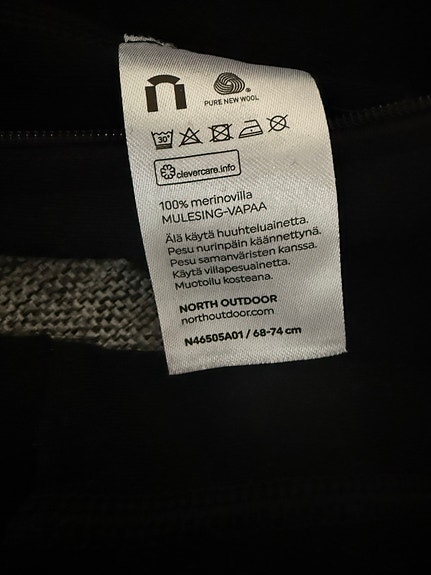 PURE NEW WOOL
30°
clevercare.info
100% merinovilla
MULESING-VAPAA
Älä käytä huuhteluainetta.
Pesu nurinpäin käännettynä.
Pesu samanväristen kanssa.
Käytä villapesuainetta.
Muotoilu kosteana.
NORTH OUTDOOR
northoutdoor.com
N46505A01 / 68-74 cm